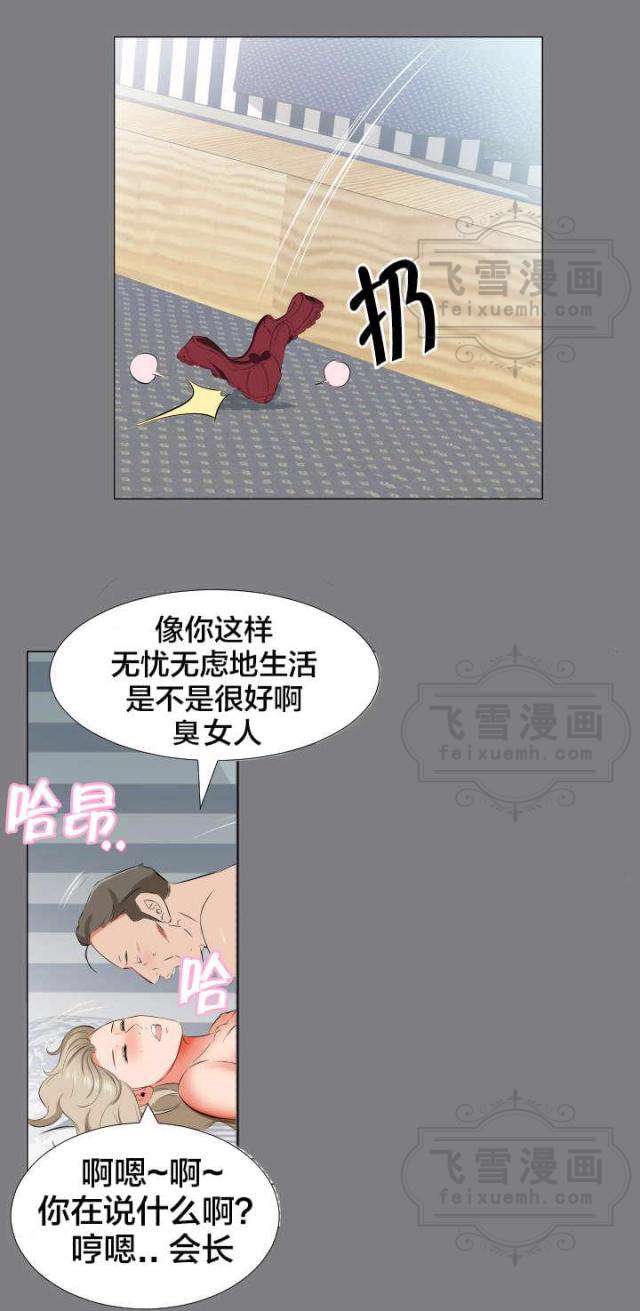 飞雪漫画
feixuemh.com
扔
像你这样
无忧无虑地生活
是不是很好啊
臭女人
飞雪漫画
feixuemh.com
哈昂..
哈
啊嗯~啊~
你在说什么啊?
哼嗯.. 会长
飞雪漫画
feixuemh.com